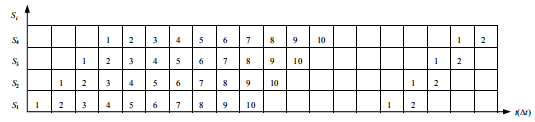 Si
S4 1 2 3 4 5 6 7 8 9 10 1 2
S3 1 2 3 4 5 6 7 8 9 10 1 2
S2 1 2 3 4 5 6 7 8 9 10 1 2
S1 1 2 3 4 5 6 7 8 9 10 1 2
t(Δt)